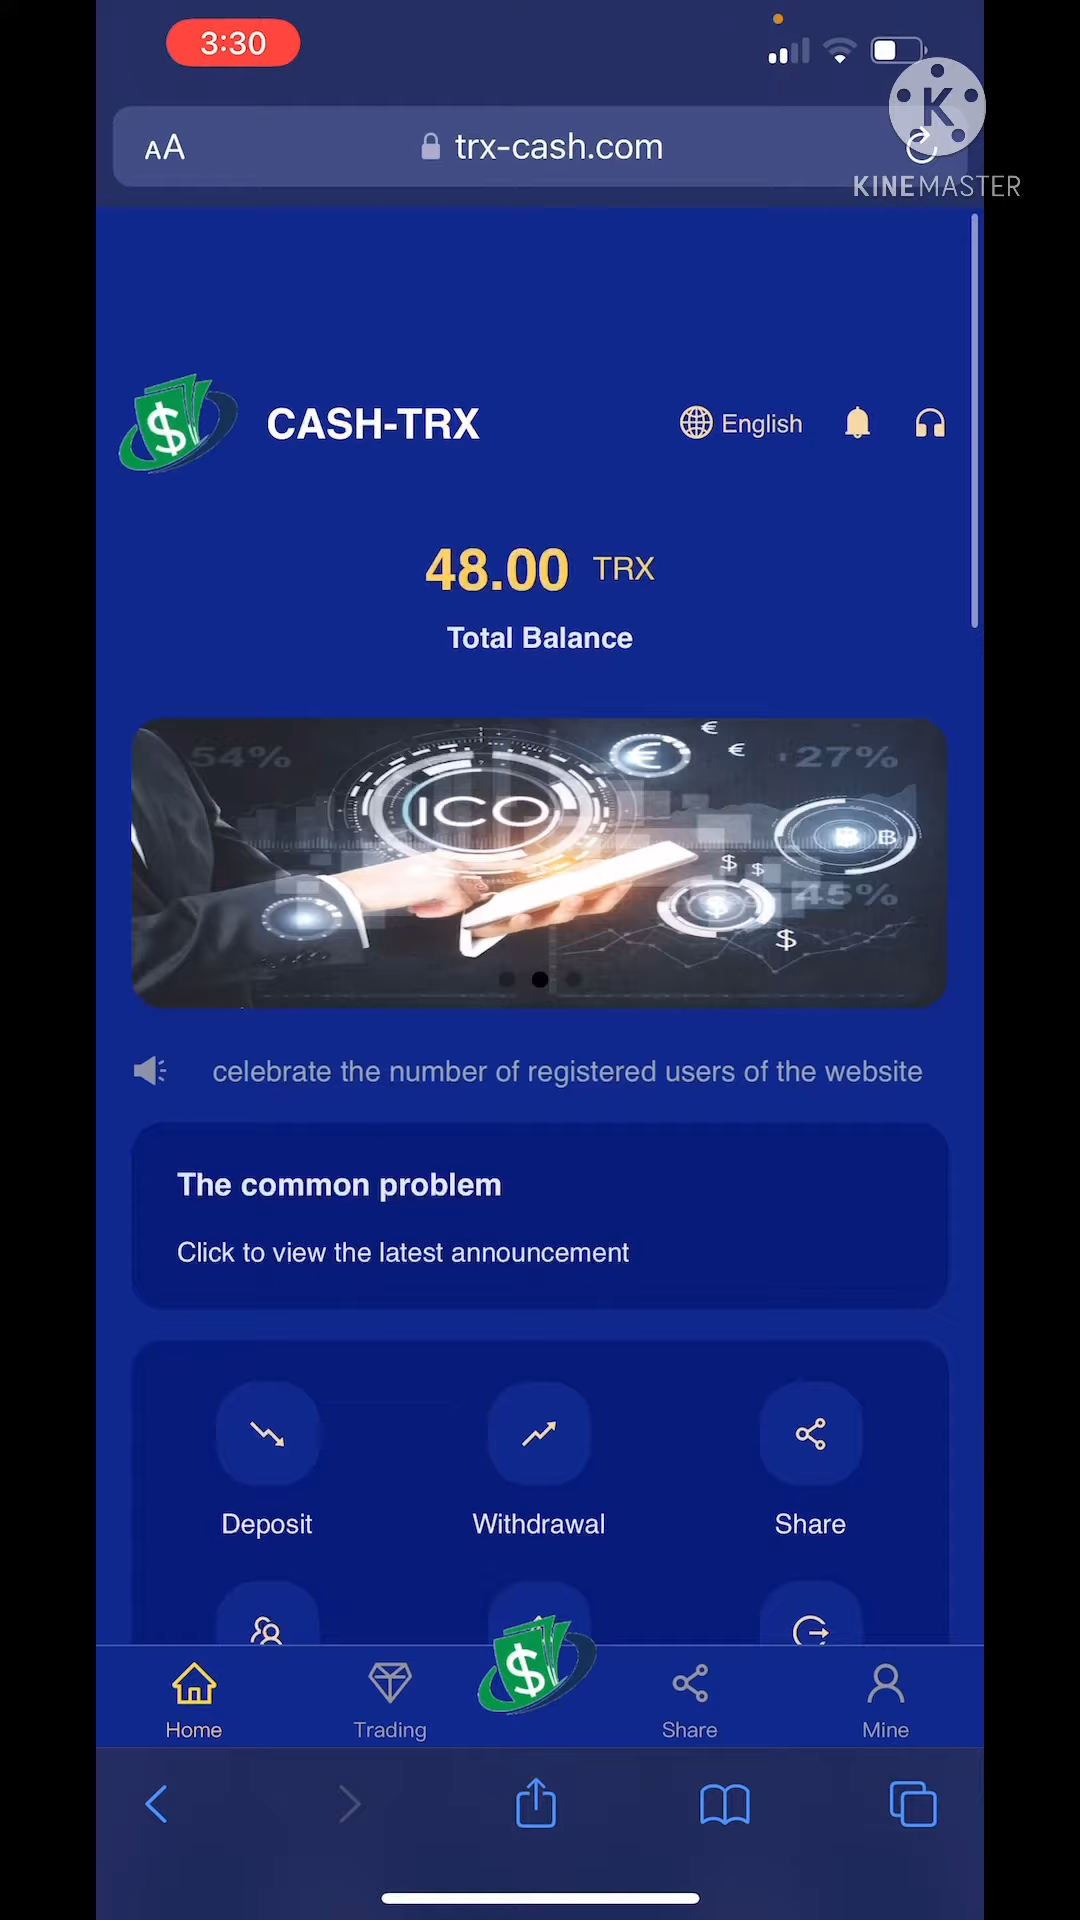 3:30
AA
trx-cash.com
K
KINEMASTER
CASH-TRX
English
48.00 TRX
Total Balance
54%
27%
ICO
45%
celebrate the number of registered users of the website
The common problem
Click to view the latest announcement
Deposit
Withdrawal
Share
Home
Trading
Share
Mine